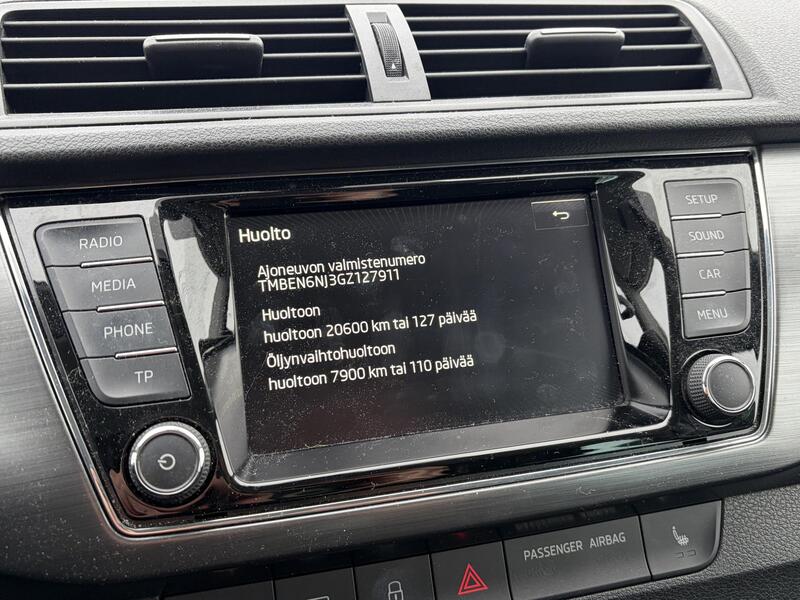 Huolto
Ajoneuvon valmistenumero
TMBEN6NJ3GZ127911
Huoltoon
huoltoon 20600 km tai 127 päivää
Öljynvaihtohuoltoon
huoltoon 7900 km tai 110 päivää
RADIO
MEDIA
PHONE
TP
SETUP
SOUND
CAR
MENU
PASSENGER AIRBAG